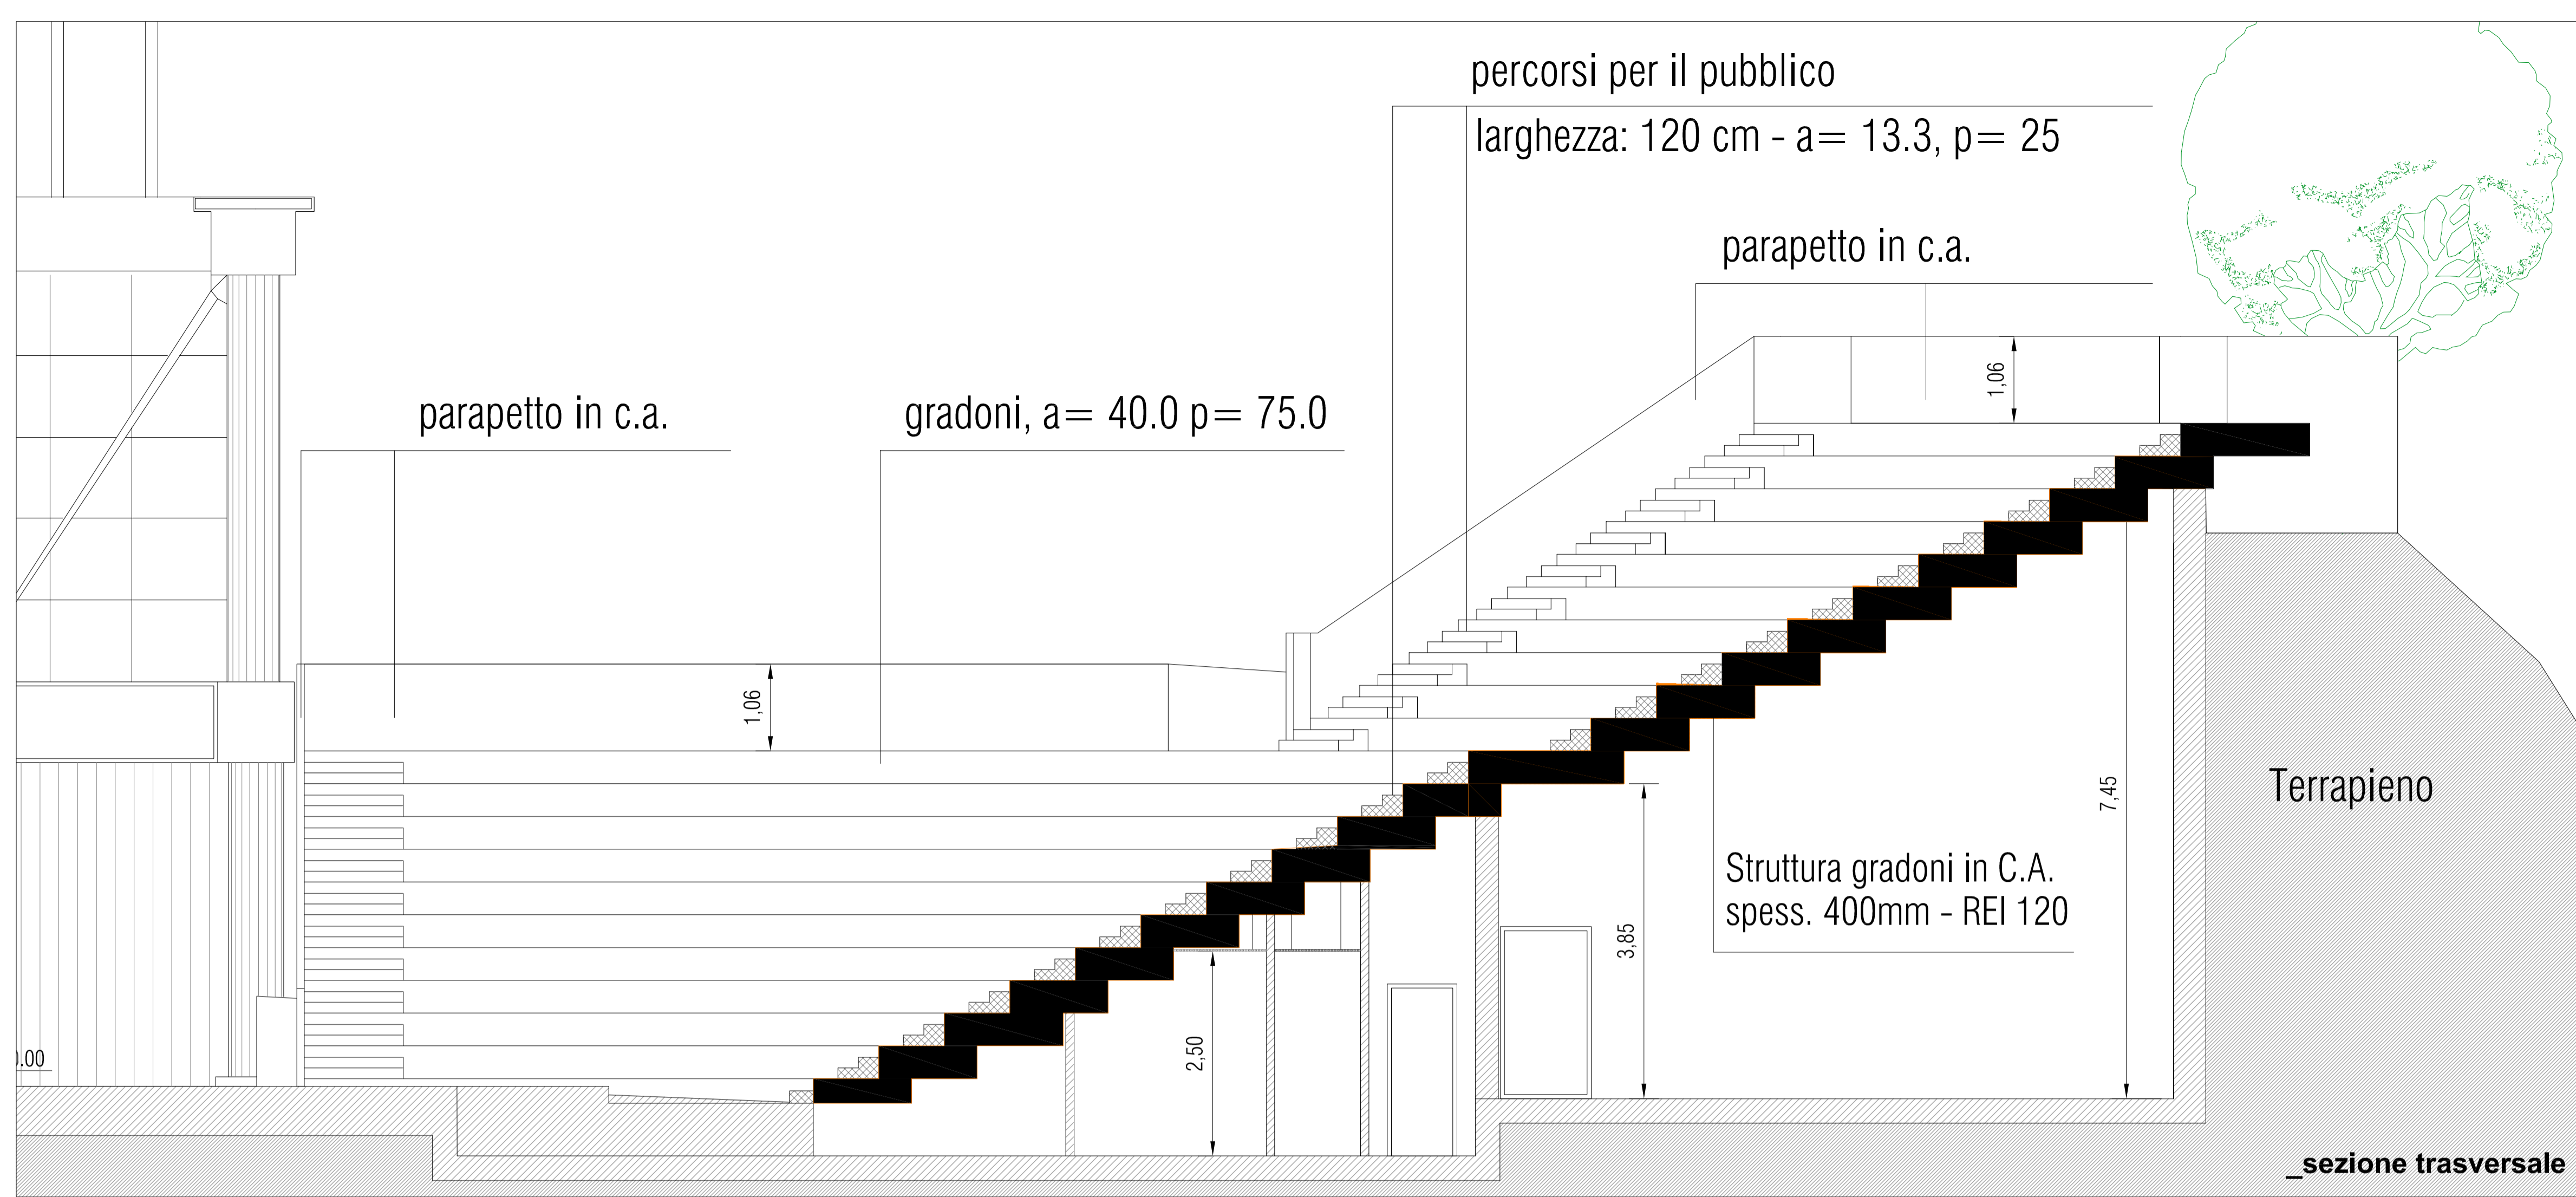 percorsi per il pubblico
larghezza: 120 cm - a= 13.3, p= 25
parapetto in c.a.
1,06
parapetto in c.a.
gradoni, a= 40.0 p= 75.0
1,06
7,45
Terrapieno
Struttura gradoni in C.A.
spess. 400mm - REI 120
3,85
2,50
.00
_sezione trasversale